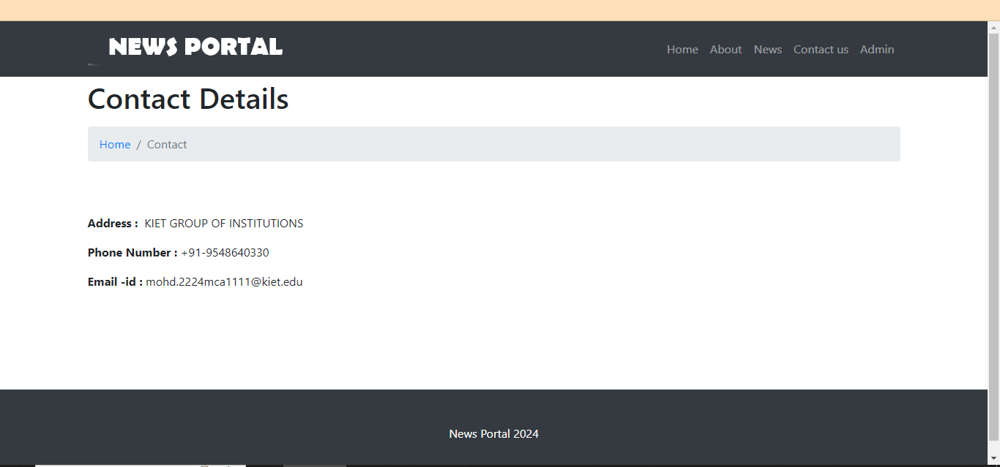 NEWS PORTAL
Home About News Contact us Admin
Contact Details
Home / Contact
Address : KIET GROUP OF INSTITUTIONS
Phone Number : +91-9548640330
Email -id : mohd.2224mca1111@kiet.edu
News Portal 2024